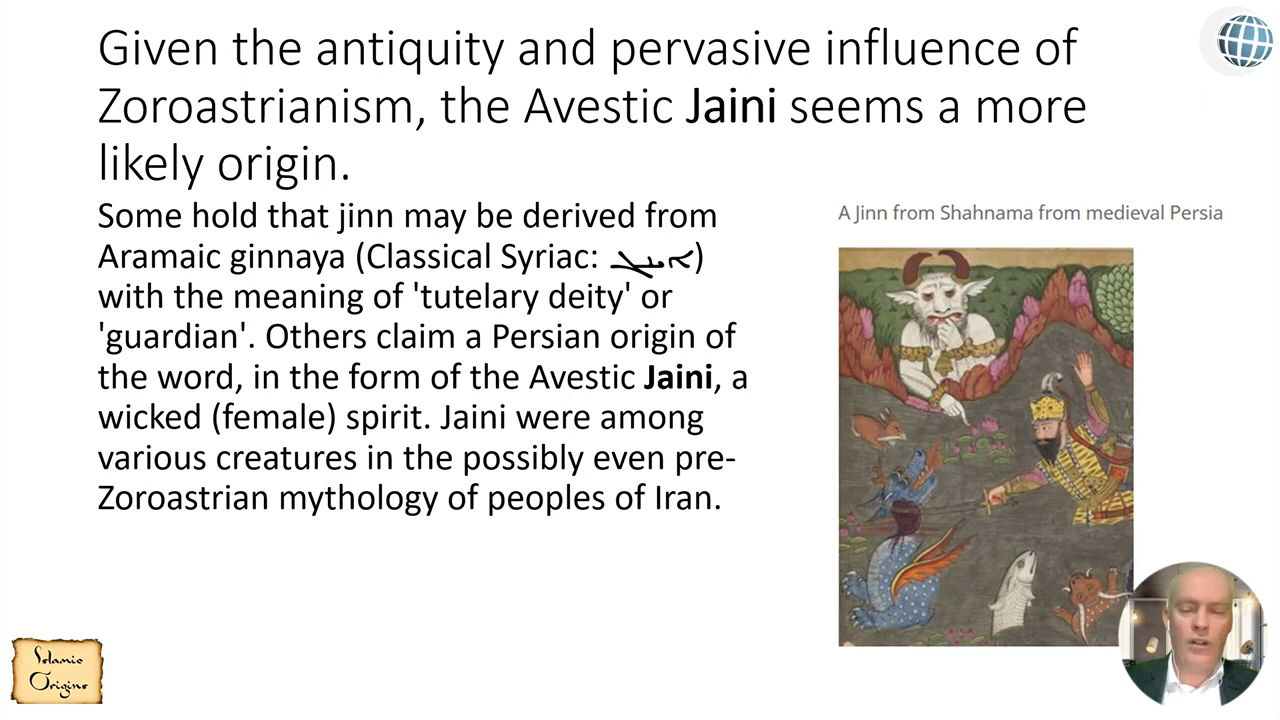 Given the antiquity and pervasive influence of
Zoroastrianism, the Avestic Jaini seems a more
likely origin.
Some hold that jinn may be derived from
Aramaic ginnaya (Classical Syriac: ܓܢܝܐ)
with the meaning of 'tutelary deity' or
'guardian'. Others claim a Persian origin of
the word, in the form of the Avestic Jaini, a
wicked (female) spirit. Jaini were among
various creatures in the possibly even pre-
Zoroastrian mythology of peoples of Iran.
A Jinn from Shahnama from medieval Persia
Islamic
Origins